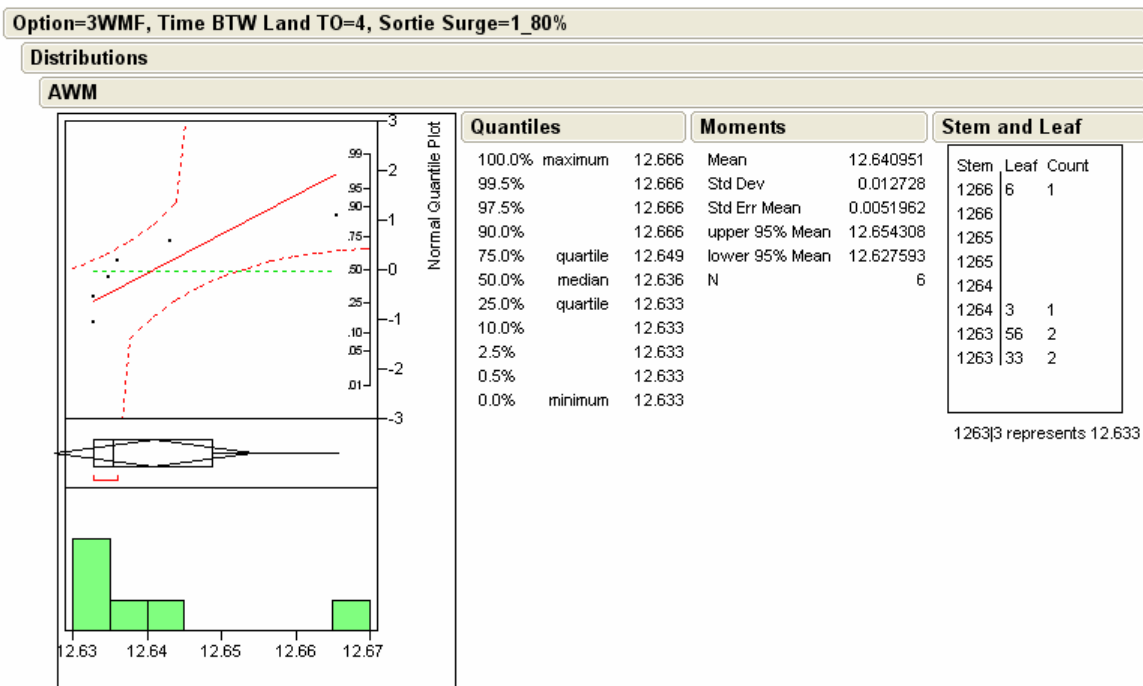 Option=3WMF, Time BTW Land TO=4, Sortie Surge=1_80%
Distributions
AWM
3
2
1
0
-1
-2
-3
.99
.95
.90
.75
.50
.25
.10
.05
.01
Normal Quantile Plot
12.63 12.64 12.65 12.66 12.67
Quantiles
100.0% maximum 12.666
99.5% 12.666
97.5% 12.666
90.0% 12.666
75.0% quartile 12.649
50.0% median 12.636
25.0% quartile 12.633
10.0% 12.633
2.5% 12.633
0.5% 12.633
0.0% minimum 12.633
Moments
Mean 12.640951
Std Dev 0.012728
Std Err Mean 0.0051962
upper 95% Mean 12.654308
lower 95% Mean 12.627593
N 6
Stem and Leaf
Stem Leaf Count
1266 6 1
1266
1265
1265
1264
1264 3 1
1263 56 2
1263 33 2
1263|3 represents 12.633